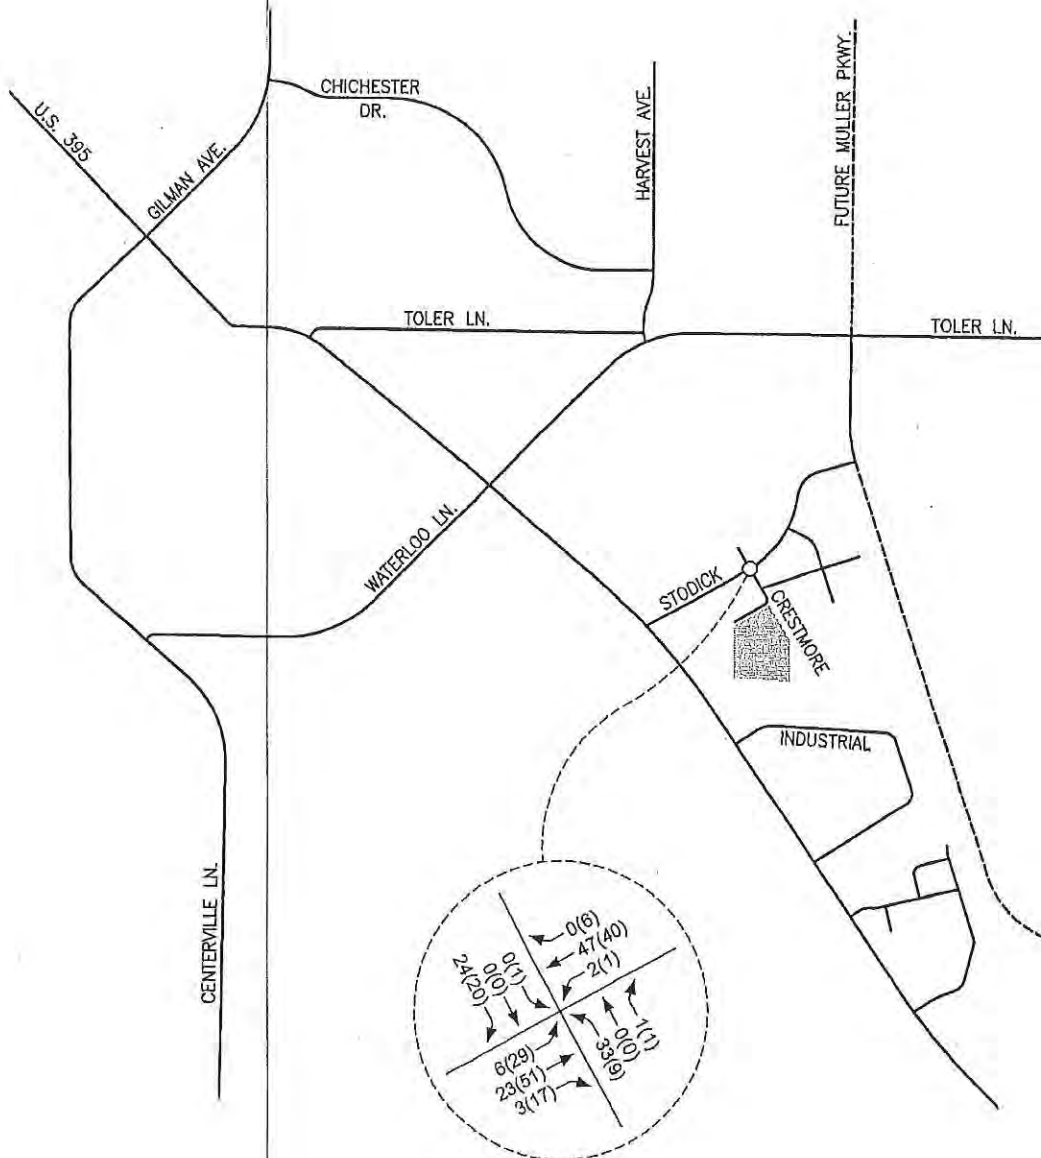 U.S. 395
GILMAN AVE.
CHICHESTER
DR.
HARVEST AVE.
FUTURE MULLER PKWY.
TOLER LN.
TOLER LN.
WATERLOO LN.
STODICK
CRESTMORE
INDUSTRIAL
CENTERVILLE LN.
0(6)
47(40)
2(1)
0(1)
0(0)
24(20)
1(1)
0(0)
33(9)
6(29)
23(51)
3(17)